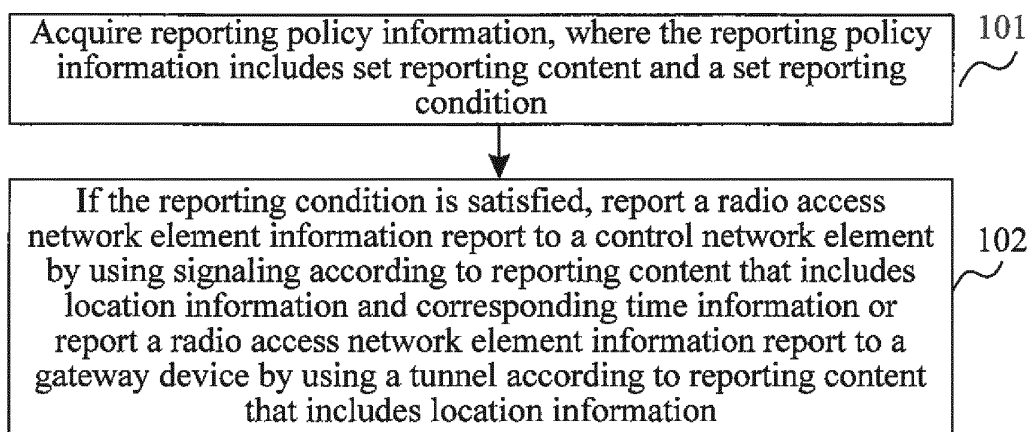 Acquire reporting policy information, where the reporting policy
information includes set reporting content and a set reporting
condition
101
If the reporting condition is satisfied, report a radio access
network element information report to a control network element
by using signaling according to reporting content that includes
location information and corresponding time information or
report a radio access network element information report to a
gateway device by using a tunnel according to reporting content
that includes location information
102